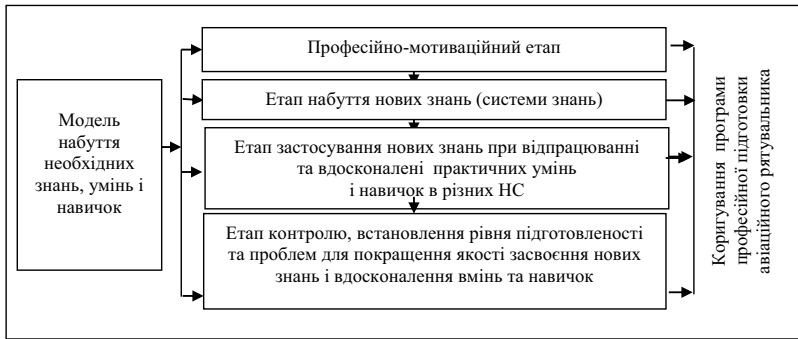 Модель
набуття
необхідних
знань, умінь і
навичок
Професійно-мотиваційний етап
Етап набуття нових знань (системи знань)
Етап застосування нових знань при відпрацюванні
та вдосконалені практичних умінь
і навичок в різних НС
Етап контролю, встановлення рівня підготовленості
та проблем для покращення якості засвоєння нових
знань і вдосконалення вмінь та навичок
Коригування програми
професійної підготовки
авіаційного рятувальника